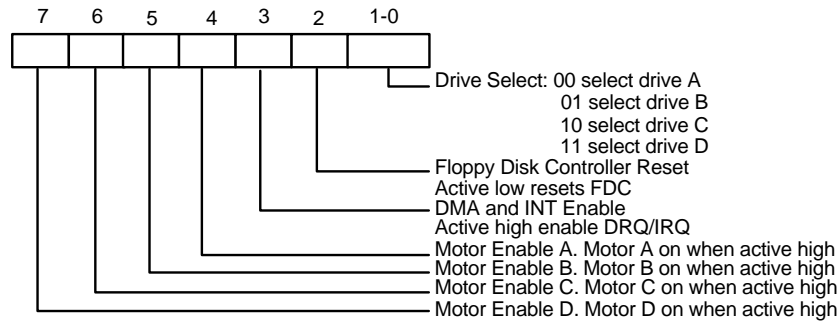 7 6 5 4 3 2 1-0
Drive Select: 00 select drive A
01 select drive B
10 select drive C
11 select drive D
Floppy Disk Controller Reset
Active low resets FDC
DMA and INT Enable
Active high enable DRQ/IRQ
Motor Enable A. Motor A on when active high
Motor Enable B. Motor B on when active high
Motor Enable C. Motor C on when active high
Motor Enable D. Motor D on when active high